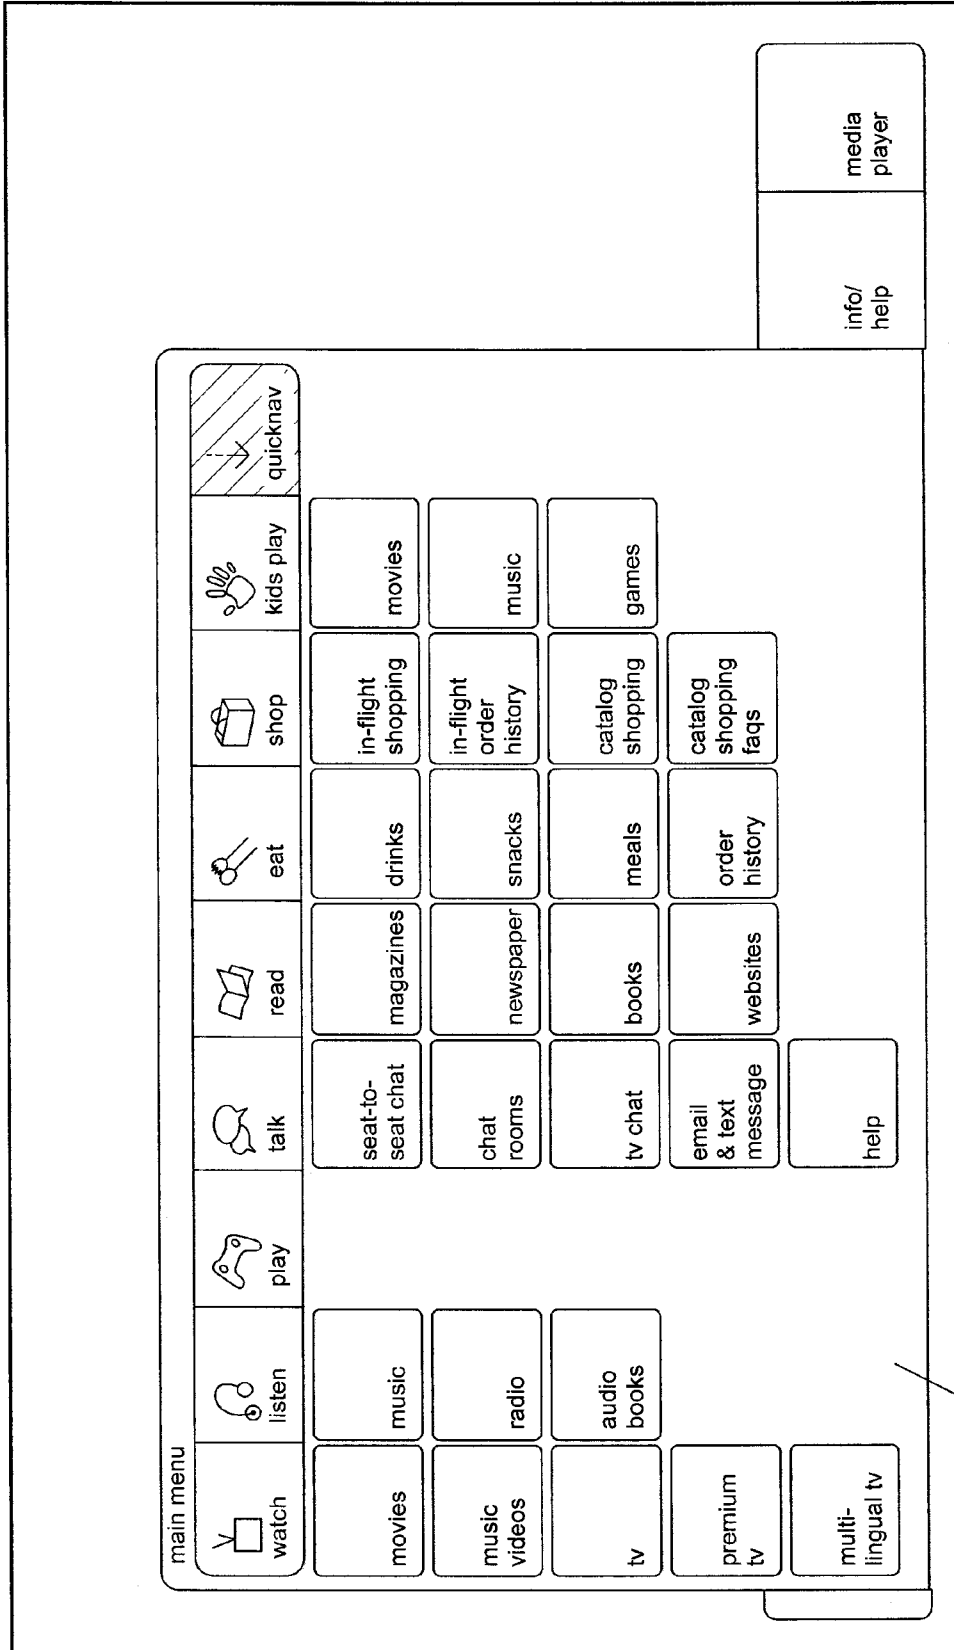 main menu
watch
listen
play
talk
read
eat
shop
kids play
quicknav
movies
music
seat-to-
seat chat
magazines
drinks
in-flight
shopping
movies
music
videos
radio
chat
rooms
newspaper
snacks
in-flight
order
history
music
tv
audio
books
tv chat
books
meals
catalog
shopping
games
premium
tv
email
& text
message
websites
order
history
catalog
shopping
faqs
multi-
lingual tv
help
info/
help
media
player